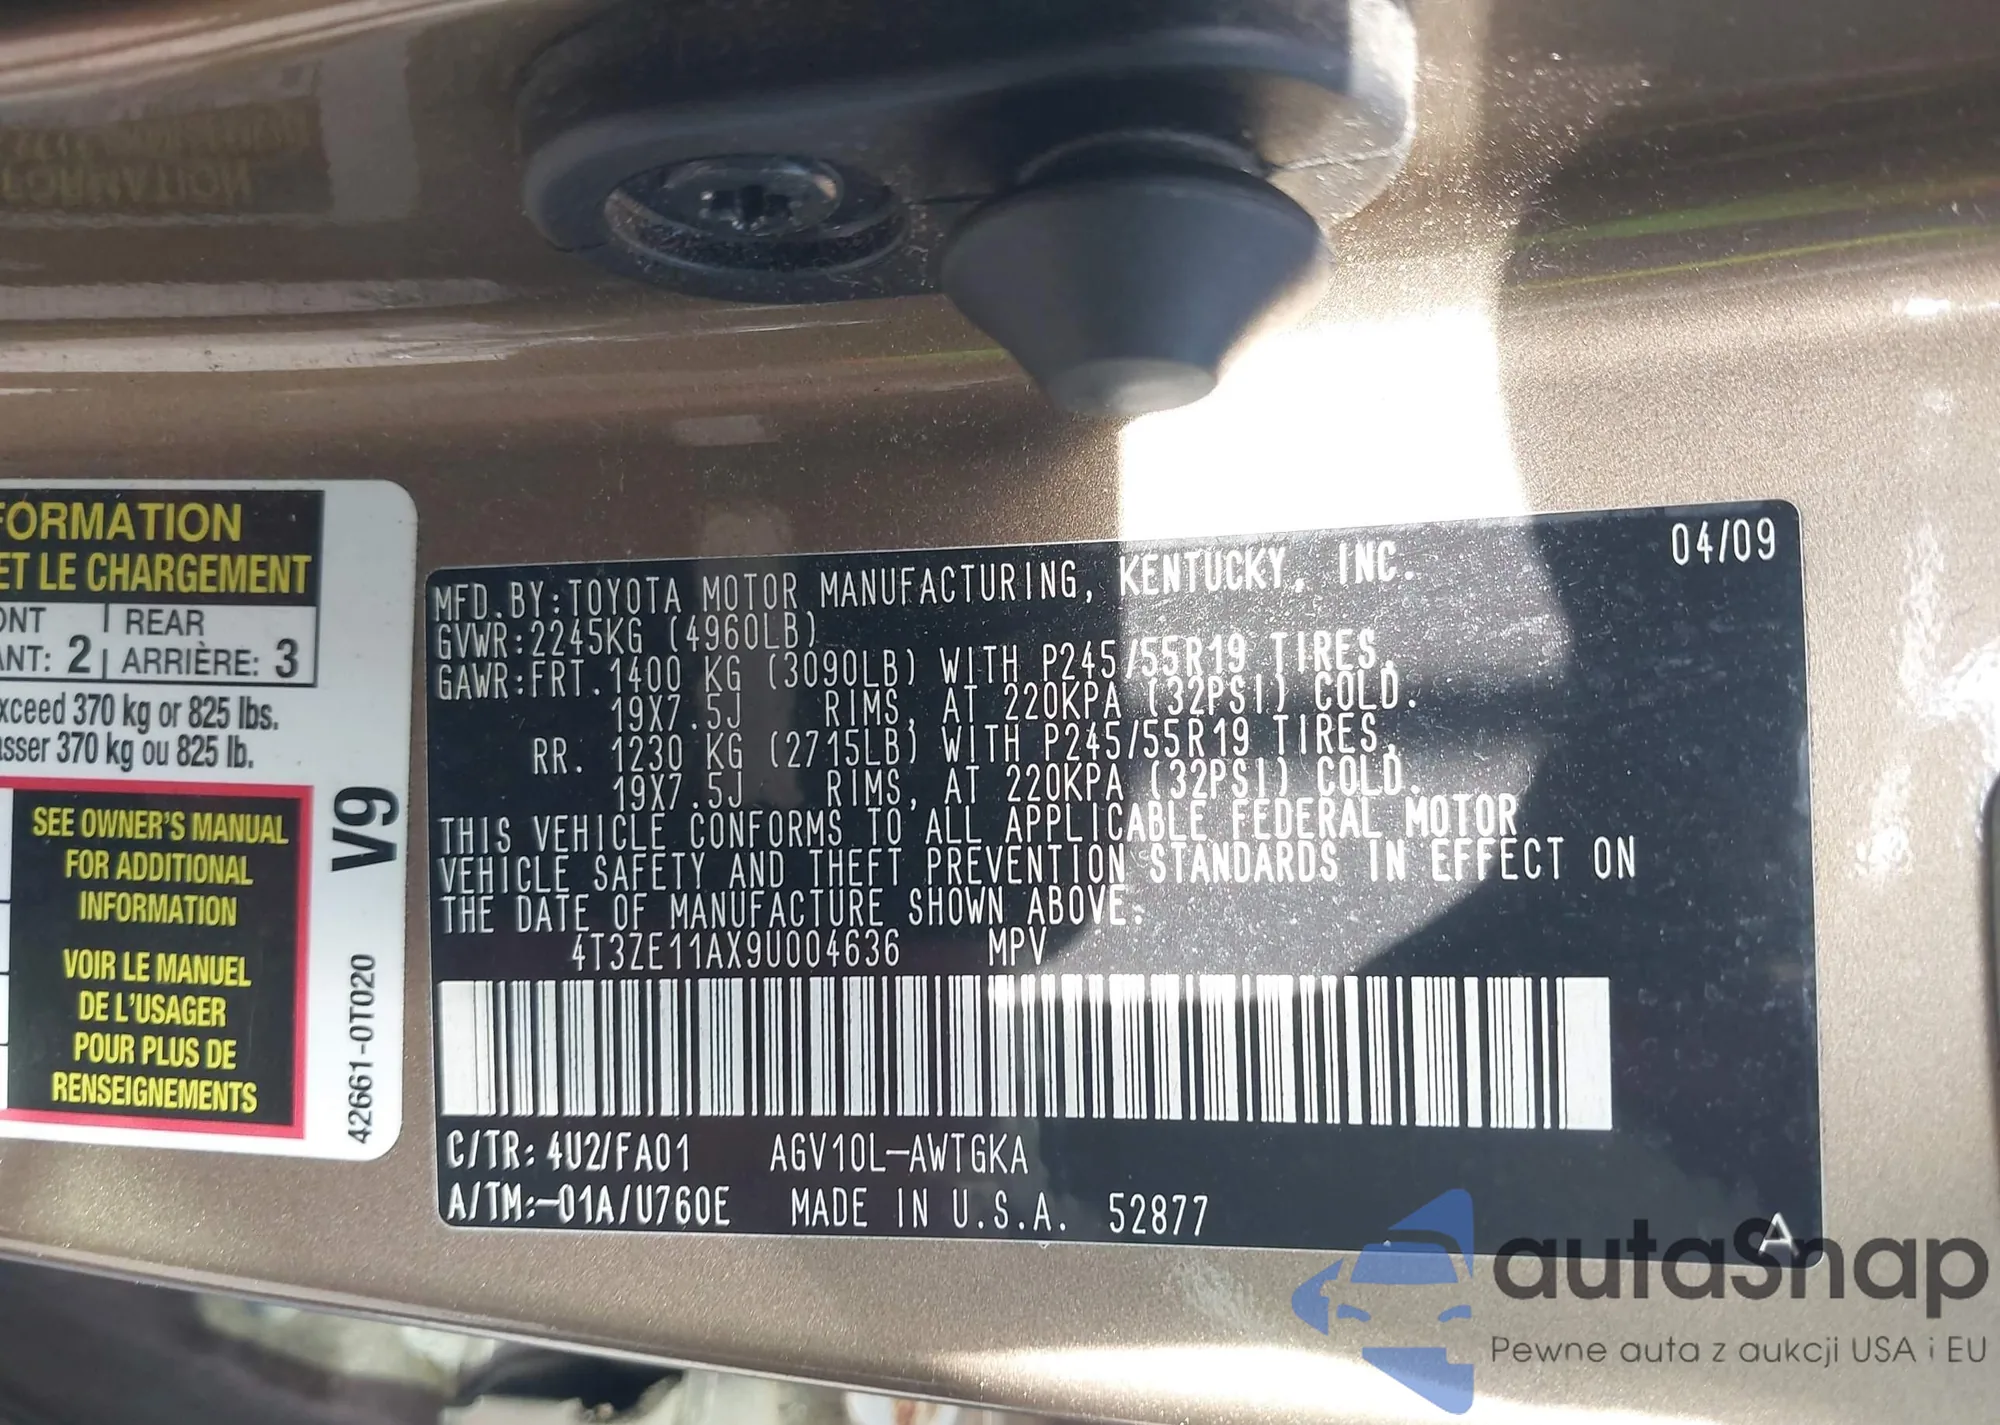 FORMATION
ET LE CHARGEMENT
ONT
REAR
ANT: 2
ARRIÈRE: 3
xceed 370 kg or 825 lbs.
asser 370 kg ou 825 lb.
SEE OWNER'S MANUAL
FOR ADDITIONAL
INFORMATION
VOIR LE MANUEL
DE L'USAGER
POUR PLUS DE
RENSEIGNEMENTS
V9
42661-0T020
04/09
MFD.BY:TOYOTA MOTOR MANUFACTURING, KENTUCKY, INC.
GVWR:2245KG (4960LB)
GAWR:FRT.1400 KG (3090LB) WITH P245/55R19 TIRES,
19X7.5J RIMS, AT 220KPA (32PSI) COLD.
RR. 1230 KG (2715LB) WITH P245/55R19 TIRES,
19X7.5J RIMS, AT 220KPA (32PSI) COLD.
THIS VEHICLE CONFORMS TO ALL APPLICABLE FEDERAL MOTOR
VEHICLE SAFETY AND THEFT PREVENTION STANDARDS IN EFFECT ON
THE DATE OF MANUFACTURE SHOWN ABOVE.
4T3ZE11AX9U004636 MPV
C/TR: 4U2/FA01 AGV10L-AWTGKA
A/TM:-01A/U760E MADE IN U.S.A. 52877
A
autaSnap
Pewne auta z aukcji USA i EU